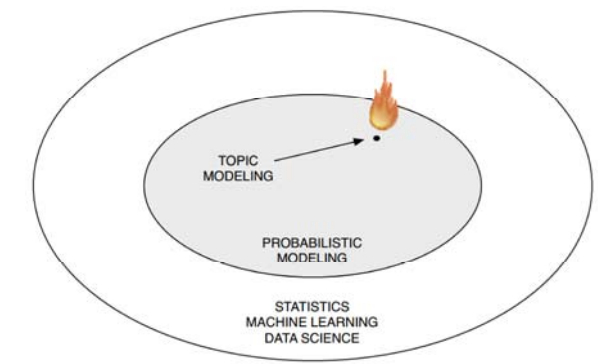 TOPIC
MODELING
PROBABILISTIC
MODELING
STATISTICS
MACHINE LEARNING
DATA SCIENCE